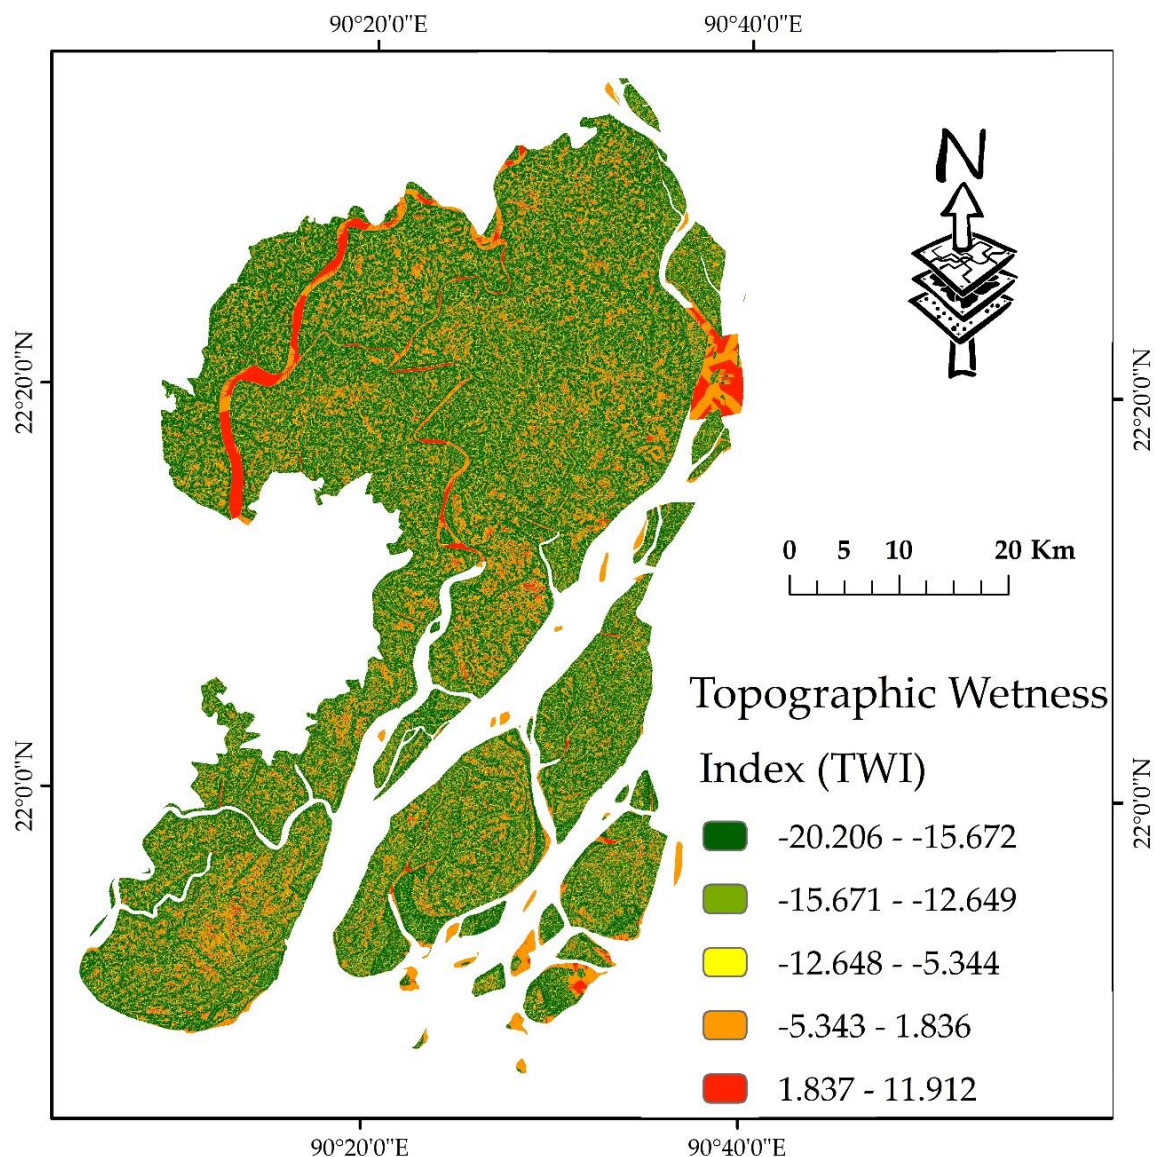 90°20'0"E 90°40'0"E
N
22°20'0"N 22°20'0"N
0 5 10 20 Km
Topographic Wetness
Index (TWI)
22°0'0"N 22°0'0"N
-20.206 - -15.672
-15.671 - -12.649
-12.648 - -5.344
-5.343 - 1.836
1.837 - 11.912
90°20'0"E 90°40'0"E